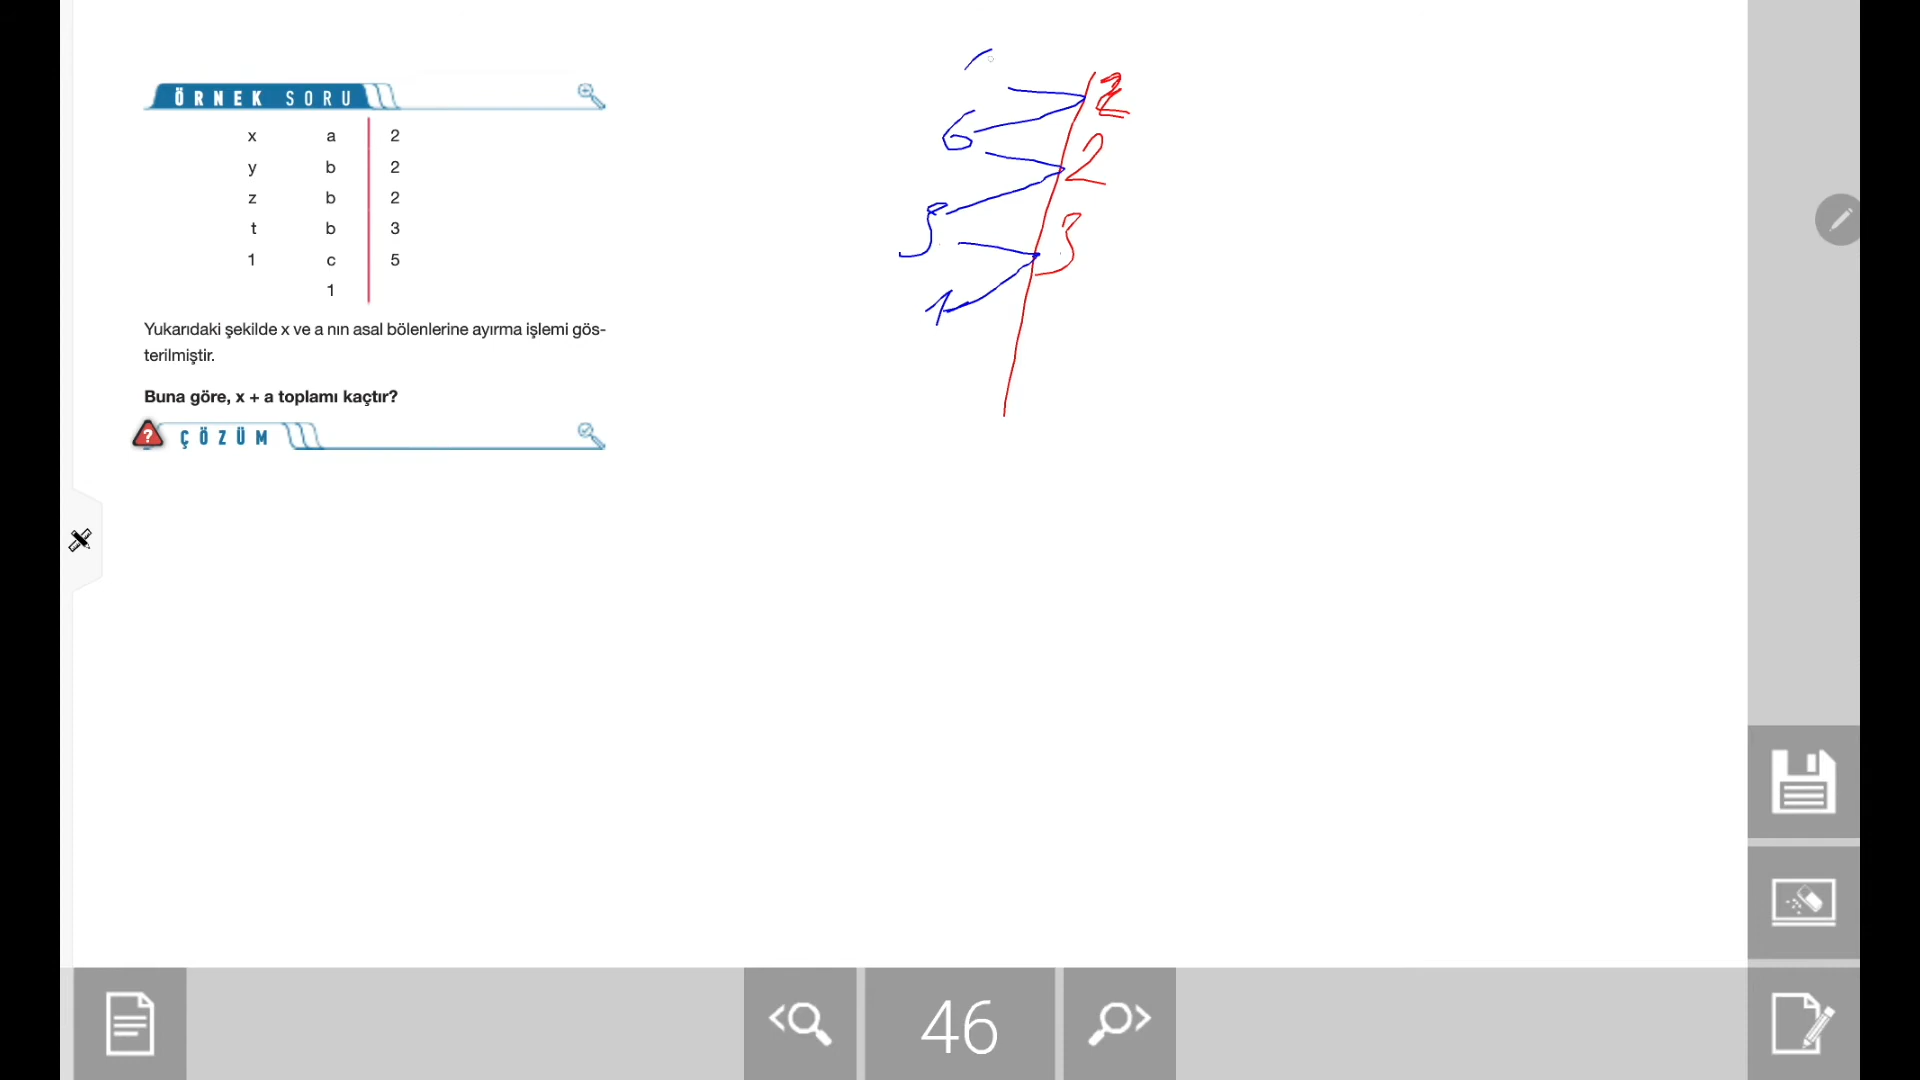 ÖRNEK SORU
x a 2
y b 2
z b 2
t b 3
1 c 5
1
Yukarıdaki şekilde x ve a nın asal bölenlerine ayırma işlemi gös-
terilmiştir.
Buna göre, x + a toplamı kaçtır?
? ÇÖZÜM
2
6 2
3
1
46